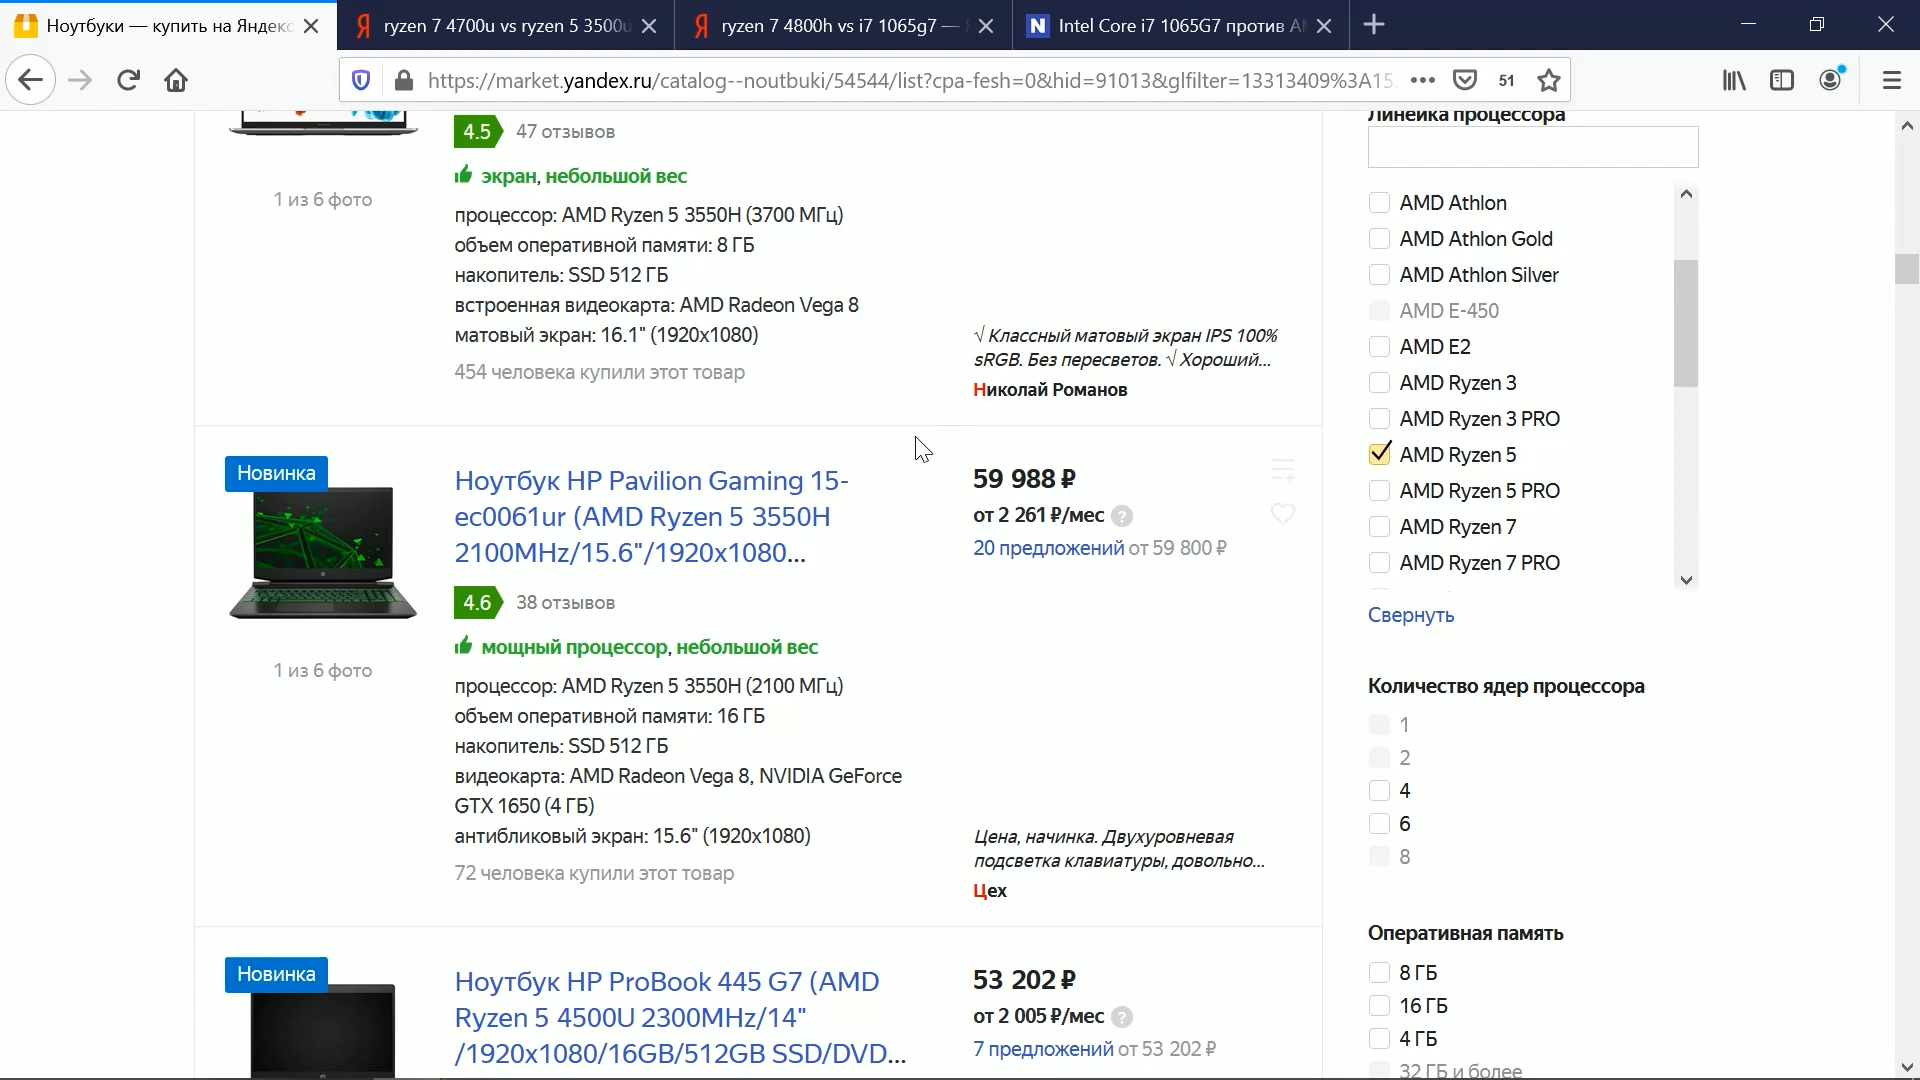 Ноутбуки — купить на Яндекс
ryzen 7 4700u vs ryzen 5 3500u
ryzen 7 4800h vs i7 1065g7 —
Intel Core i7 1065G7 против AM
https://market.yandex.ru/catalog--noutbuki/54544/list?cpa-fesh=0&hid=91013&glfilter=13313409%3A15
51
4.5
47 отзывов
экран, небольшой вес
1 из 6 фото
процессор: AMD Ryzen 5 3550H (3700 МГц)
объем оперативной памяти: 8 ГБ
накопитель: SSD 512 ГБ
встроенная видеокарта: AMD Radeon Vega 8
матовый экран: 16.1" (1920x1080)
454 человека купили этот товар
√ Классный матовый экран IPS 100%
sRGB. Без пересветов. √ Хороший...
Николай Романов
Новинка
Ноутбук HP Pavilion Gaming 15-
ec0061ur (AMD Ryzen 5 3550H
2100MHz/15.6"/1920x1080...
59 988 ₽
от 2 261 ₽/мес ?
20 предложений от 59 800 ₽
4.6
38 отзывов
мощный процессор, небольшой вес
1 из 6 фото
процессор: AMD Ryzen 5 3550H (2100 МГц)
объем оперативной памяти: 16 ГБ
накопитель: SSD 512 ГБ
видеокарта: AMD Radeon Vega 8, NVIDIA GeForce
GTX 1650 (4 ГБ)
антибликовый экран: 15.6" (1920x1080)
72 человека купили этот товар
Цена, начинка. Двухуровневая
подсветка клавиатуры, довольно...
Цех
Новинка
Ноутбук HP ProBook 445 G7 (AMD
Ryzen 5 4500U 2300MHz/14"
/1920x1080/16GB/512GB SSD/DVD...
53 202 ₽
от 2 005 ₽/мес ?
7 предложений от 53 202 ₽
Линейка процессора
AMD Athlon
AMD Athlon Gold
AMD Athlon Silver
AMD E-450
AMD E2
AMD Ryzen 3
AMD Ryzen 3 PRO
AMD Ryzen 5
AMD Ryzen 5 PRO
AMD Ryzen 7
AMD Ryzen 7 PRO
Свернуть
Количество ядер процессора
1
2
4
6
8
Оперативная память
8 ГБ
16 ГБ
4 ГБ
32 ГБ и более